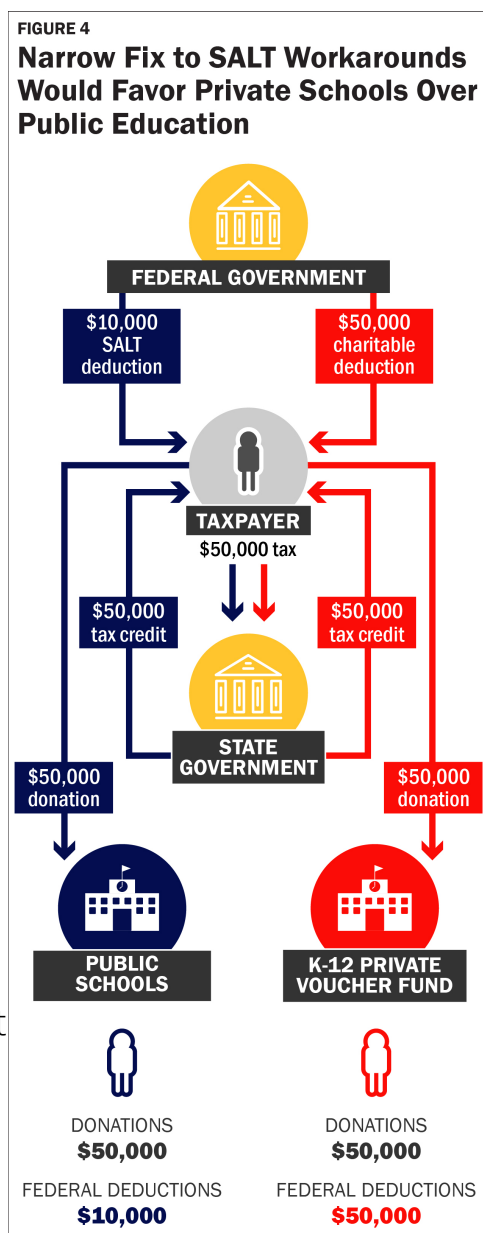 FIGURE 4
Narrow Fix to SALT Workarounds
Would Favor Private Schools Over
Public Education
FEDERAL GOVERNMENT
$10,000
SALT
deduction
$50,000
charitable
deduction
TAXPAYER
$50,000 tax
$50,000
tax credit
$50,000
tax credit
STATE
GOVERNMENT
$50,000
donation
$50,000
donation
PUBLIC
SCHOOLS
K-12 PRIVATE
VOUCHER FUND
DONATIONS
$50,000
FEDERAL DEDUCTIONS
$10,000
DONATIONS
$50,000
FEDERAL DEDUCTIONS
$50,000